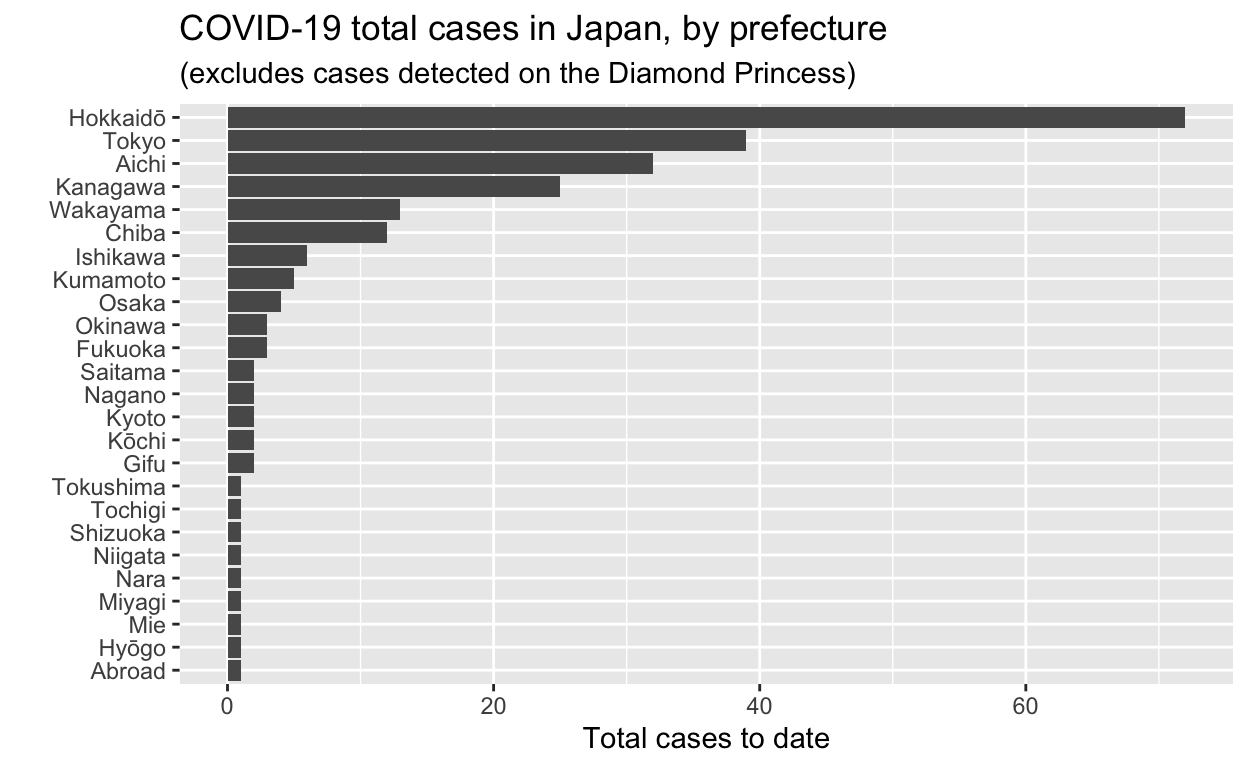 COVID-19 total cases in Japan, by prefecture
(excludes cases detected on the Diamond Princess)
Hokkaidō
Tokyo
Aichi
Kanagawa
Wakayama
Chiba
Ishikawa
Kumamoto
Osaka
Okinawa
Fukuoka
Saitama
Nagano
Kyoto
Kōchi
Gifu
Tokushima
Tochigi
Shizuoka
Niigata
Nara
Miyagi
Mie
Hyōgo
Abroad
0 20 40 60
Total cases to date